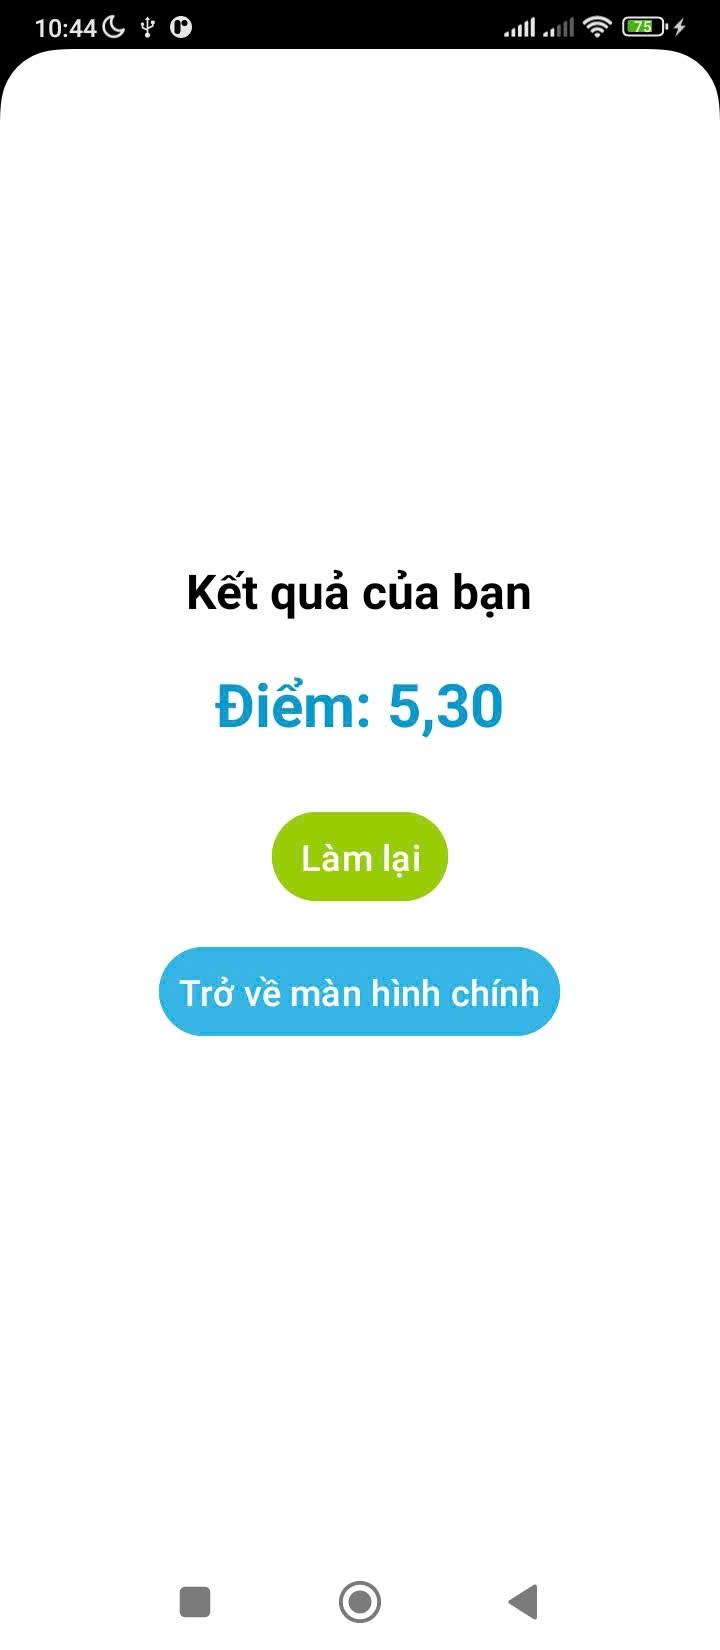 10:44
75
Kết quả của bạn
Điểm: 5,30
Làm lại
Trở về màn hình chính